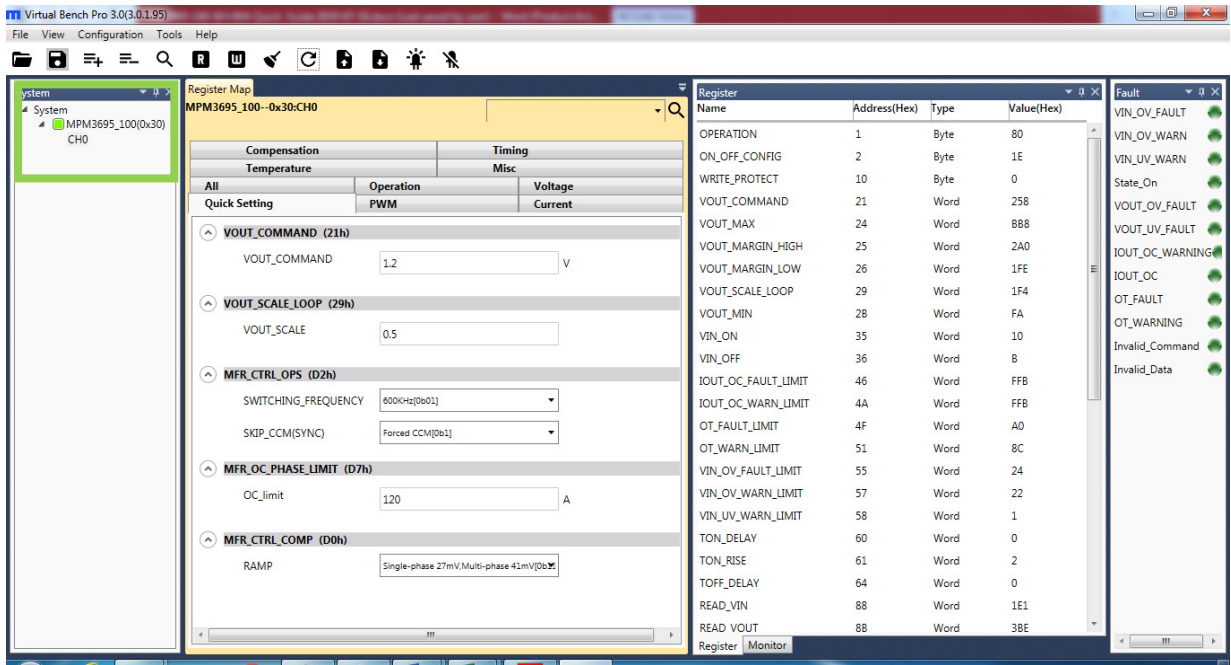 Virtual Bench Pro 3.0(3.0.1.95)
File View Configuration Tools Help
R W C
ystem
System
MPM3695_100(0x30)
CH0
Register Map
MPM3695_100--0x30:CH0
Compensation Timing
Temperature Misc
All Operation Voltage
Quick Setting PWM Current
VOUT_COMMAND (21h)
VOUT_COMMAND 1.2 V
VOUT_SCALE_LOOP (29h)
VOUT_SCALE 0.5
MFR_CTRL_OPS (D2h)
SWITCHING_FREQUENCY 600KHz[0b01]
SKIP_CCM(SYNC) Forced CCM[0b1]
MFR_OC_PHASE_LIMIT (D7h)
OC_limit 120 A
MFR_CTRL_COMP (D0h)
RAMP Single-phase 27mV,Multi-phase 41mV[0b
Register
Name Address(Hex) Type Value(Hex)
OPERATION 1 Byte 80
ON_OFF_CONFIG 2 Byte 1E
WRITE_PROTECT 10 Byte 0
VOUT_COMMAND 21 Word 258
VOUT_MAX 24 Word BB8
VOUT_MARGIN_HIGH 25 Word 2A0
VOUT_MARGIN_LOW 26 Word 1FE
VOUT_SCALE_LOOP 29 Word 1F4
VOUT_MIN 2B Word FA
VIN_ON 35 Word 10
VIN_OFF 36 Word B
IOUT_OC_FAULT_LIMIT 46 Word FFB
IOUT_OC_WARN_LIMIT 4A Word FFB
OT_FAULT_LIMIT 4F Word A0
OT_WARN_LIMIT 51 Word 8C
VIN_OV_FAULT_LIMIT 55 Word 24
VIN_OV_WARN_LIMIT 57 Word 22
VIN_UV_WARN_LIMIT 58 Word 1
TON_DELAY 60 Word 0
TON_RISE 61 Word 2
TOFF_DELAY 64 Word 0
READ_VIN 88 Word 1E1
READ_VOUT 8B Word 3BE
Register Monitor
Fault
VIN_OV_FAULT
VIN_OV_WARN
VIN_UV_WARN
State_On
VOUT_OV_FAULT
VOUT_UV_FAULT
IOUT_OC_WARNING
IOUT_OC
OT_FAULT
OT_WARNING
Invalid_Command
Invalid_Data